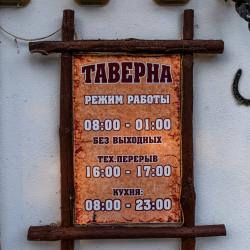 ТАВЕРНА
РЕЖИМ РАБОТЫ
08:00 - 01:00
БЕЗ ВЫХОДНЫХ
ТЕХ.ПЕРЕРЫВ
16:00 - 17:00
КУХНЯ:
08:00 - 23:00